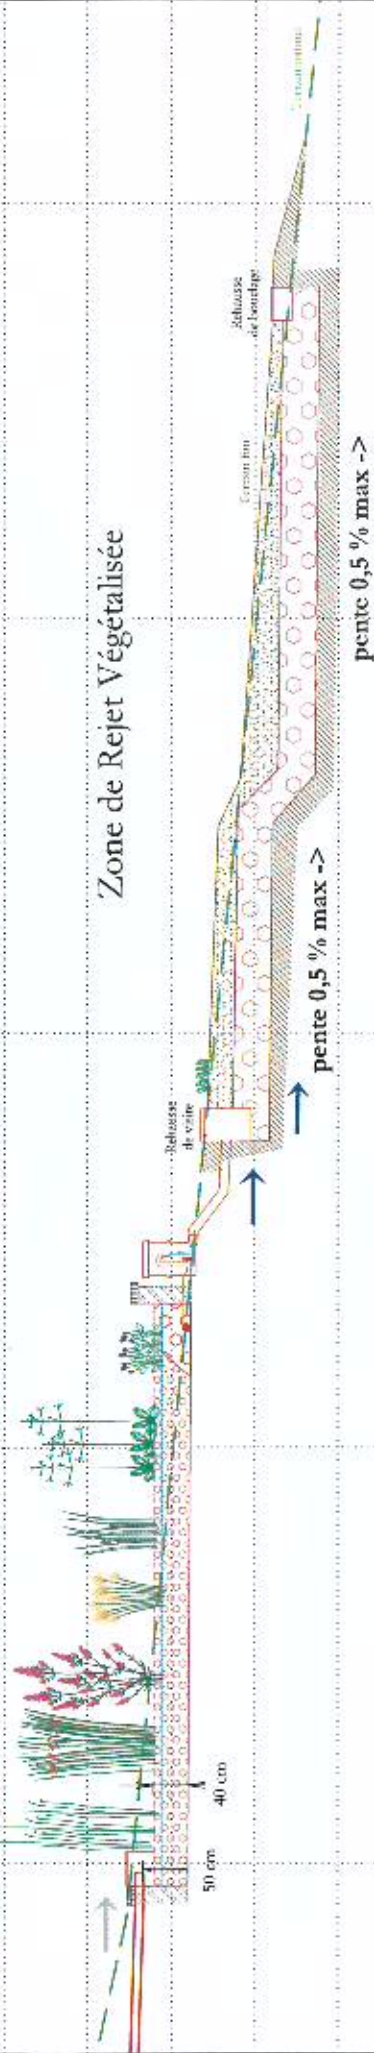 Zone de Rejet Végétalisée
50 cm
40 cm
Rehausse
de visite
pente 0,5 % max ->
pente 0,5 % max ->
Rehausse
de bouclage